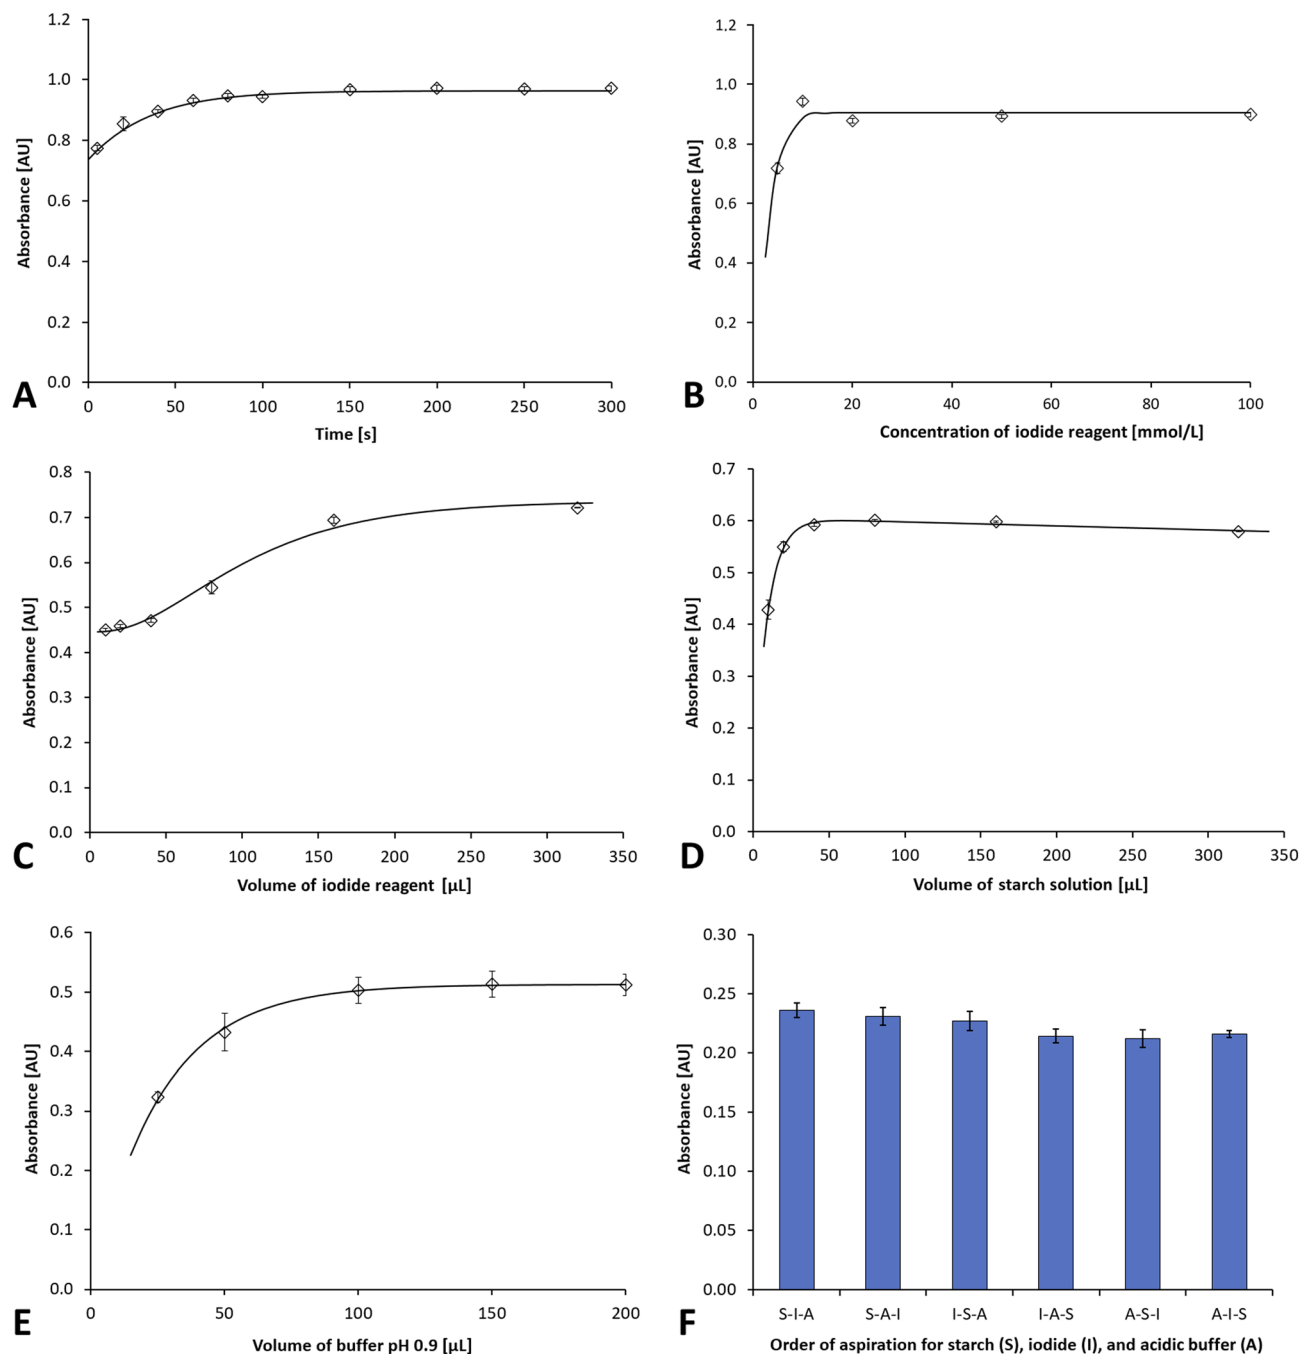 1.2
1.0
0.8
0.6
0.4
0.2
0.0
Absorbance [AU]
0 50 100 150 200 250 300
Time [s]
A
1.2
1.0
0.8
0.6
0.4
0.2
0.0
Absorbance [AU]
0 20 40 60 80 100
Concentration of iodide reagent [mmol/L]
B
0.8
0.7
0.6
0.5
0.4
0.3
0.2
0.1
0.0
Absorbance [AU]
0 50 100 150 200 250 300 350
Volume of iodide reagent [µL]
C
0.7
0.6
0.5
0.4
0.3
0.2
0.1
0.0
Absorbance [AU]
0 50 100 150 200 250 300 350
Volume of starch solution [µL]
D
0.6
0.5
0.4
0.3
0.2
0.1
0.0
Absorbance [AU]
0 50 100 150 200
Volume of buffer pH 0.9 [µL]
E
0.30
0.25
0.20
0.15
0.10
0.05
0.00
Absorbance [AU]
S-I-A S-A-I I-S-A I-A-S A-S-I A-I-S
Order of aspiration for starch (S), iodide (I), and acidic buffer (A)
F